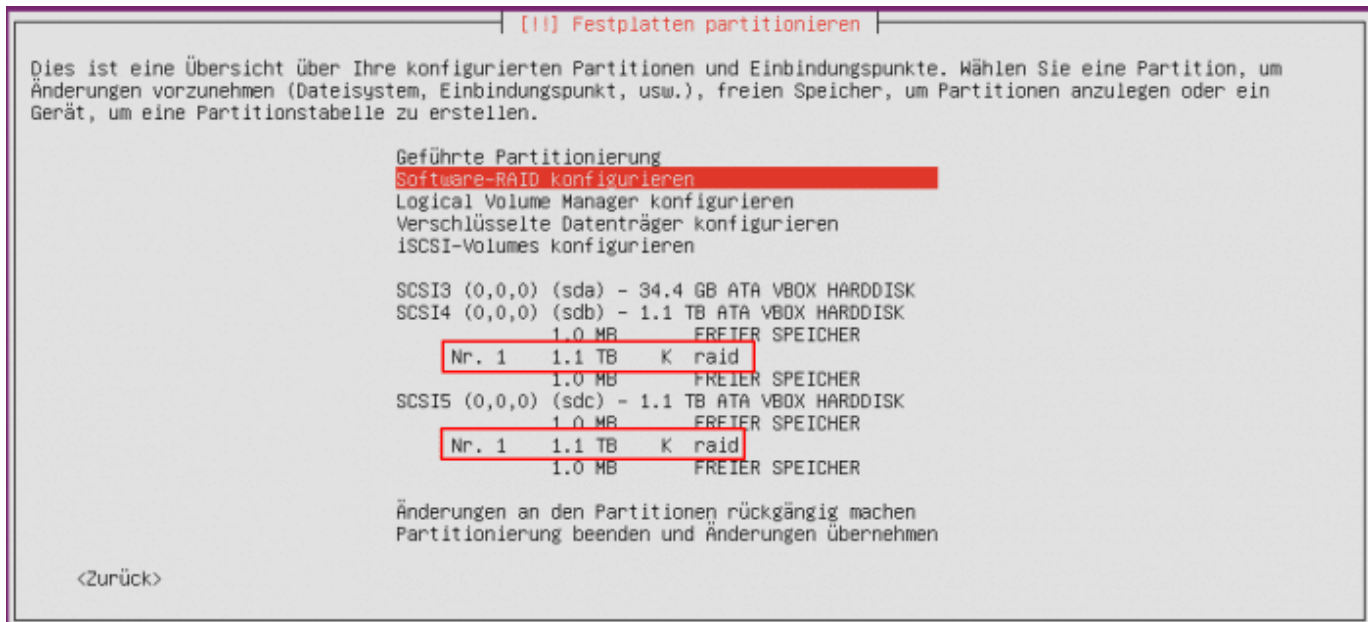 [!!] Festplatten partitionieren
Dies ist eine Übersicht über Ihre konfigurierten Partitionen und Einbindungspunkte. Wählen Sie eine Partition, um
Änderungen vorzunehmen (Dateisystem, Einbindungspunkt, usw.), freien Speicher, um Partitionen anzulegen oder ein
Gerät, um eine Partitionstabelle zu erstellen.
Geführte Partitionierung
Software-RAID konfigurieren
Logical Volume Manager konfigurieren
Verschlüsselte Datenträger konfigurieren
iSCSI-Volumes konfigurieren
SCSI3 (0,0,0) (sda) - 34.4 GB ATA VBOX HARDDISK
SCSI4 (0,0,0) (sdb) - 1.1 TB ATA VBOX HARDDISK
1.0 MB FREIER SPEICHER
Nr. 1 1.1 TB K raid
1.0 MB FREIER SPEICHER
SCSI5 (0,0,0) (sdc) - 1.1 TB ATA VBOX HARDDISK
1.0 MB FREIER SPEICHER
Nr. 1 1.1 TB K raid
1.0 MB FREIER SPEICHER
Änderungen an den Partitionen rückgängig machen
Partitionierung beenden und Änderungen übernehmen
<Zurück>